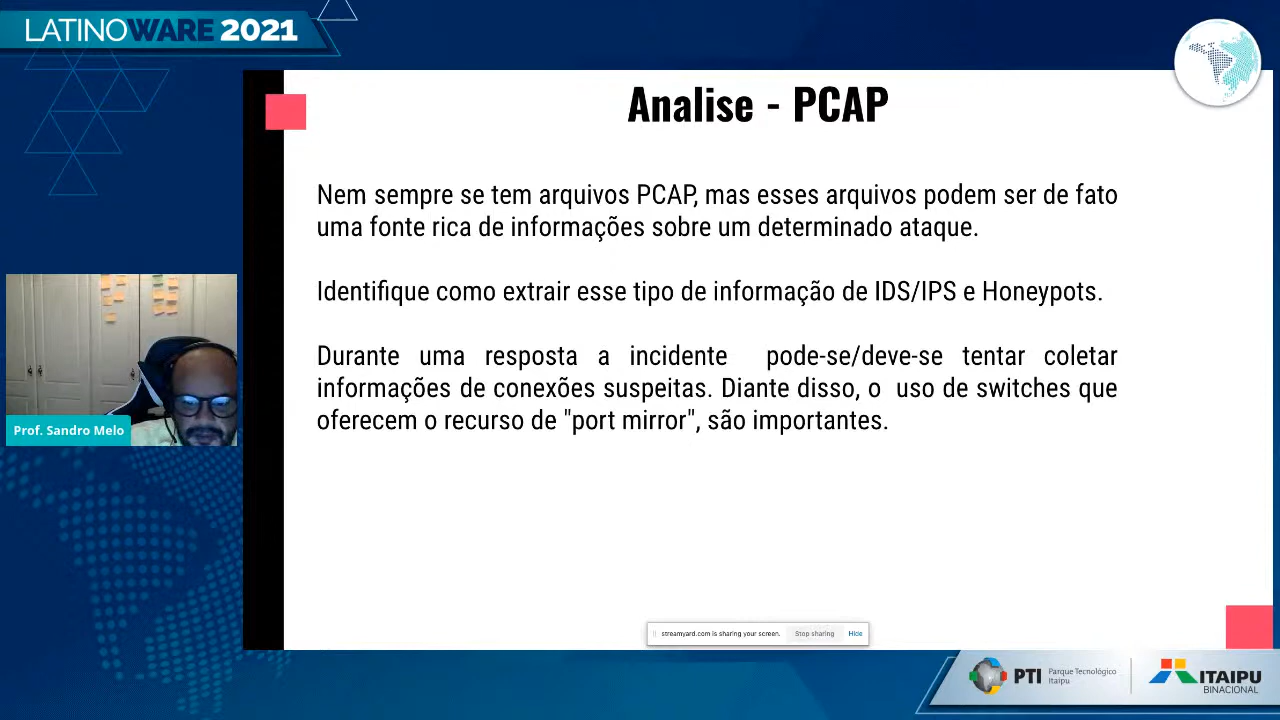 LATINOWARE 2021
Analise - PCAP
Nem sempre se tem arquivos PCAP, mas esses arquivos podem ser de fato
uma fonte rica de informações sobre um determinado ataque.
Identifique como extrair esse tipo de informação de IDS/IPS e Honeypots.
Durante uma resposta a incidente pode-se/deve-se tentar coletar
informações de conexões suspeitas. Diante disso, o uso de switches que
oferecem o recurso de "port mirror", são importantes.
Prof. Sandro Melo
streamyard.com is sharing your screen. Stop sharing Hide
PTI Parque Tecnológico
Itaipu
ITAIPU
BINACIONAL